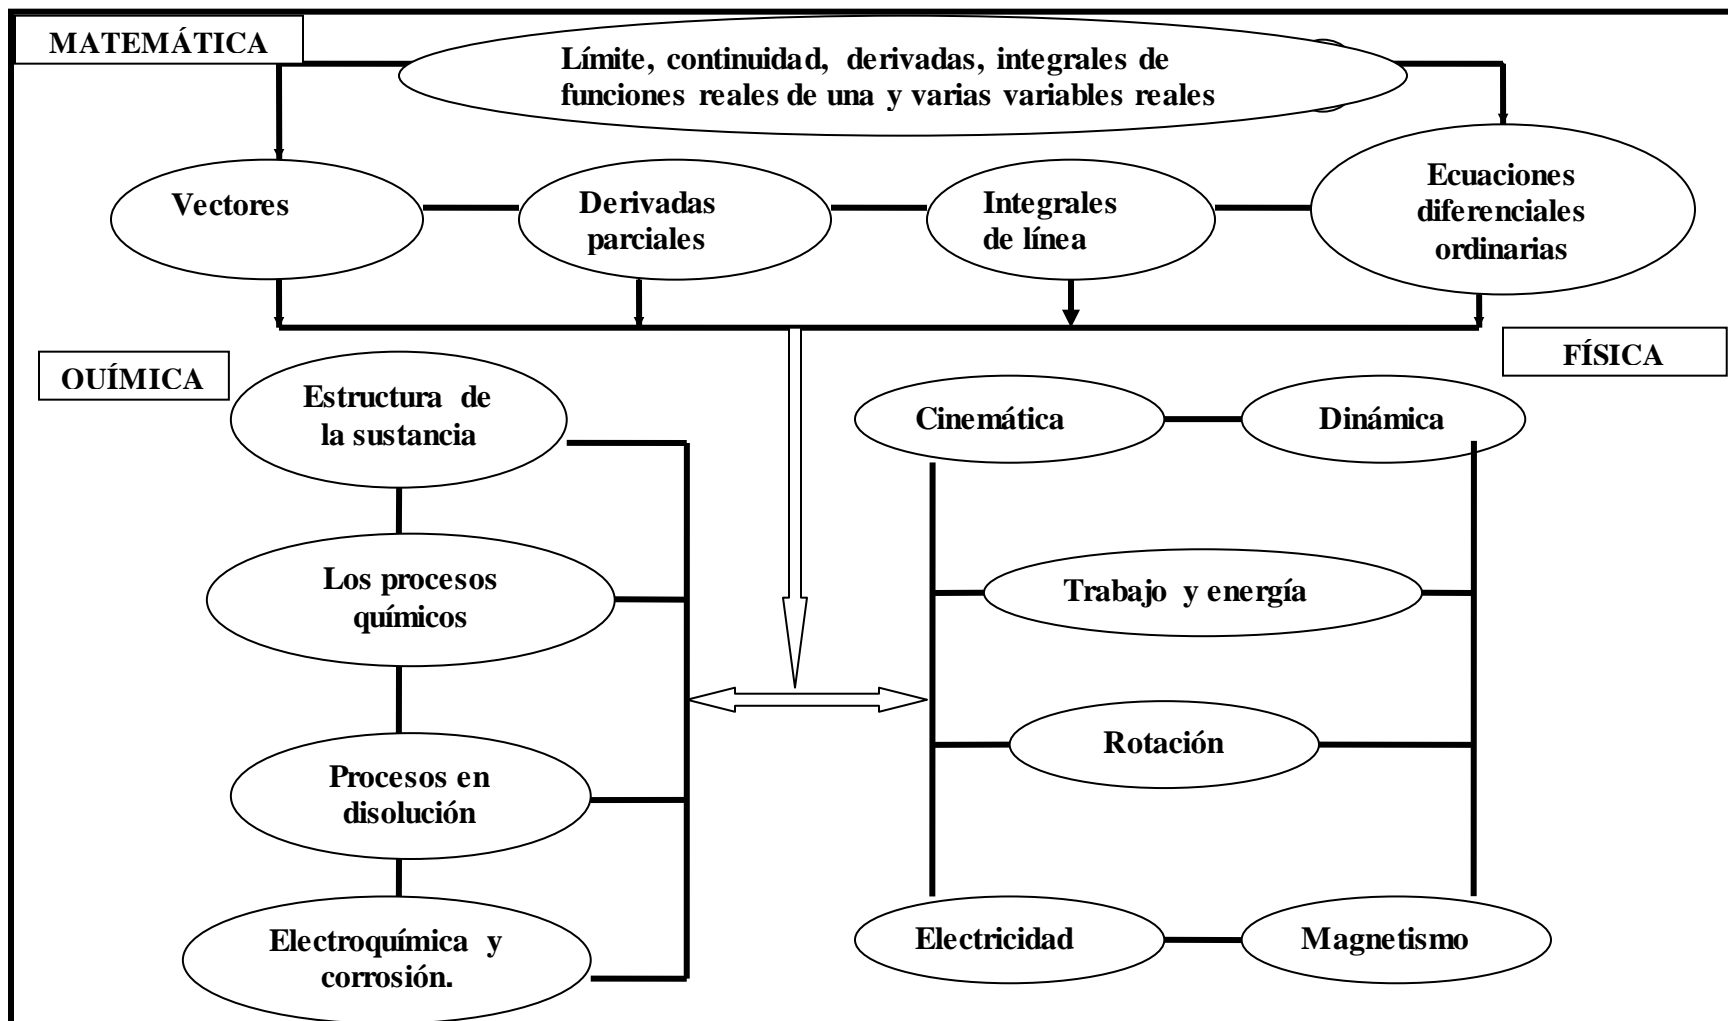 MATEMÁTICA
Límite, continuidad, derivadas, integrales de
funciones reales de una y varias variables reales
Vectores
Derivadas
parciales
Integrales
de línea
Ecuaciones
diferenciales
ordinarias
QUÍMICA
FÍSICA
Estructura de
la sustancia
Cinemática
Dinámica
Los procesos
químicos
Trabajo y energía
Rotación
Procesos en
disolución
Electroquímica y
corrosión.
Electricidad
Magnetismo